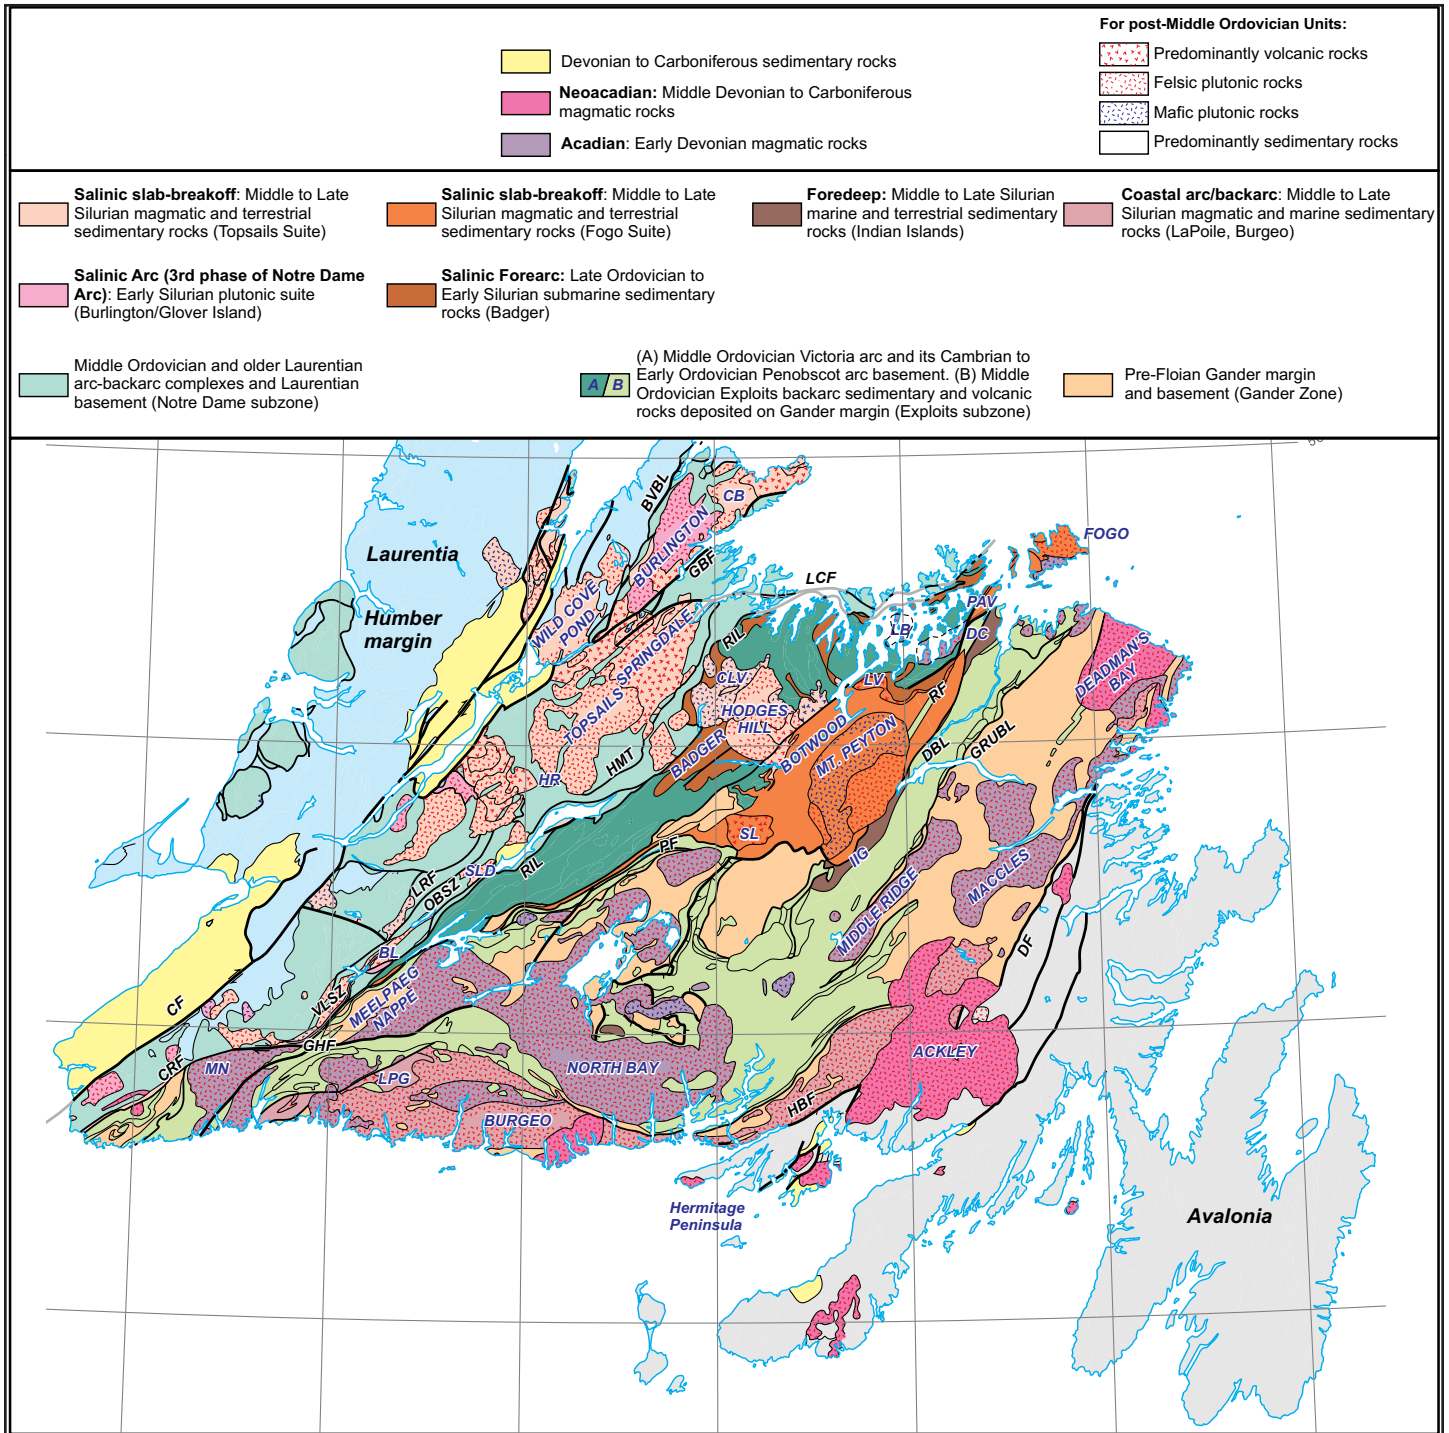 Devonian to Carboniferous sedimentary rocks
Neoacadian: Middle Devonian to Carboniferous
magmatic rocks
Acadian: Early Devonian magmatic rocks
For post-Middle Ordovician Units:
Predominantly volcanic rocks
Felsic plutonic rocks
Mafic plutonic rocks
Predominantly sedimentary rocks
Salinic slab-breakoff: Middle to Late
Silurian magmatic and terrestrial
sedimentary rocks (Topsails Suite)
Salinic slab-breakoff: Middle to Late
Silurian magmatic and terrestrial
sedimentary rocks (Fogo Suite)
Foredeep: Middle to Late Silurian
marine and terrestrial sedimentary
rocks (Indian Islands)
Coastal arc/backarc: Middle to Late
Silurian magmatic and marine sedimentary
rocks (LaPoile, Burgeo)
Salinic Arc (3rd phase of Notre Dame
Arc): Early Silurian plutonic suite
(Burlington/Glover Island)
Salinic Forearc: Late Ordovician to
Early Silurian submarine sedimentary
rocks (Badger)
Middle Ordovician and older Laurentian
arc-backarc complexes and Laurentian
basement (Notre Dame subzone)
A B
(A) Middle Ordovician Victoria arc and its Cambrian to
Early Ordovician Penobscot arc basement. (B) Middle
Ordovician Exploits backarc sedimentary and volcanic
rocks deposited on Gander margin (Exploits subzone)
Pre-Floian Gander margin
and basement (Gander Zone)
BVBL
CB
Laurentia
BURLINGTON
GBF
FOGO
LCF
Humber
margin
WILD COVE
POND
PAV
LB
DC
RIL
SPRINGDALE
DEADMAN'S
BAY
CLV
LV
RF
HODGES
HILL
TOPSAILS
BOTWOOD
MT. PEYTON
DBL
GRUBL
HMT
BADGER
HR
SL
PF
IIG
SLD
RIL
LRF
OBSZ
MACCLES
MIDDLE RIDGE
DF
BL
VLSZ
MEELPAEG
NAPPE
CF
GHF
ACKLEY
CRF
MN
NORTH BAY
LPG
HBF
BURGEO
Hermitage
Peninsula
Avalonia